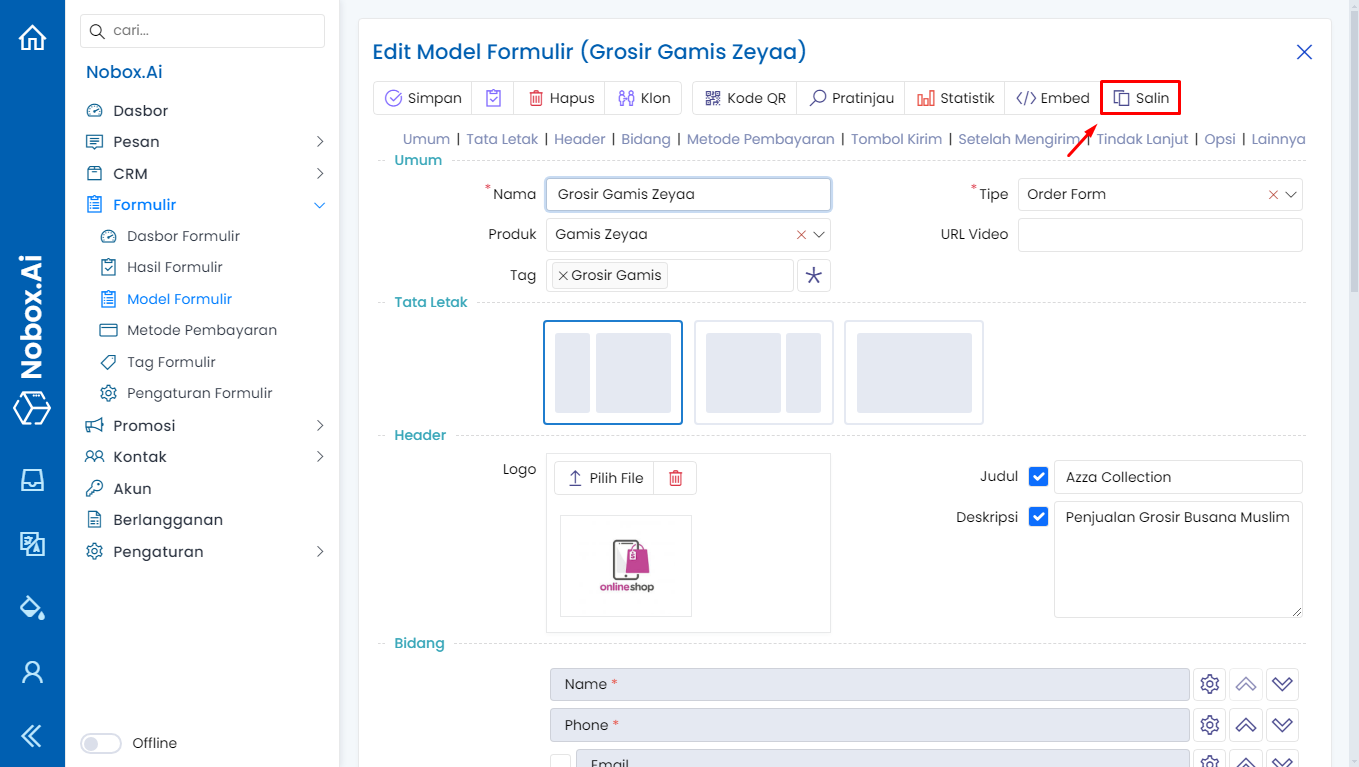 cari...
Nobox.Ai
Dasbor
Pesan
CRM
Formulir
Dasbor Formulir
Hasil Formulir
Model Formulir
Metode Pembayaran
Tag Formulir
Pengaturan Formulir
Promosi
Kontak
Akun
Berlangganan
Pengaturan
Offline
Nobox.Ai
Edit Model Formulir (Grosir Gamis Zeyaa)
Simpan Hapus Klon Kode QR Pratinjau Statistik Embed Salin
Umum | Tata Letak | Header | Bidang | Metode Pembayaran | Tombol Kirim | Setelah Mengirim | Tindak Lanjut | Opsi | Lainnya
Umum
*Nama Grosir Gamis Zeyaa *Tipe Order Form
Produk Gamis Zeyaa URL Video
Tag Grosir Gamis
Tata Letak
Header
Logo Pilih File Judul Azza Collection
Deskripsi Penjualan Grosir Busana Muslim
onlineshop
Bidang
Name *
Phone *
Email